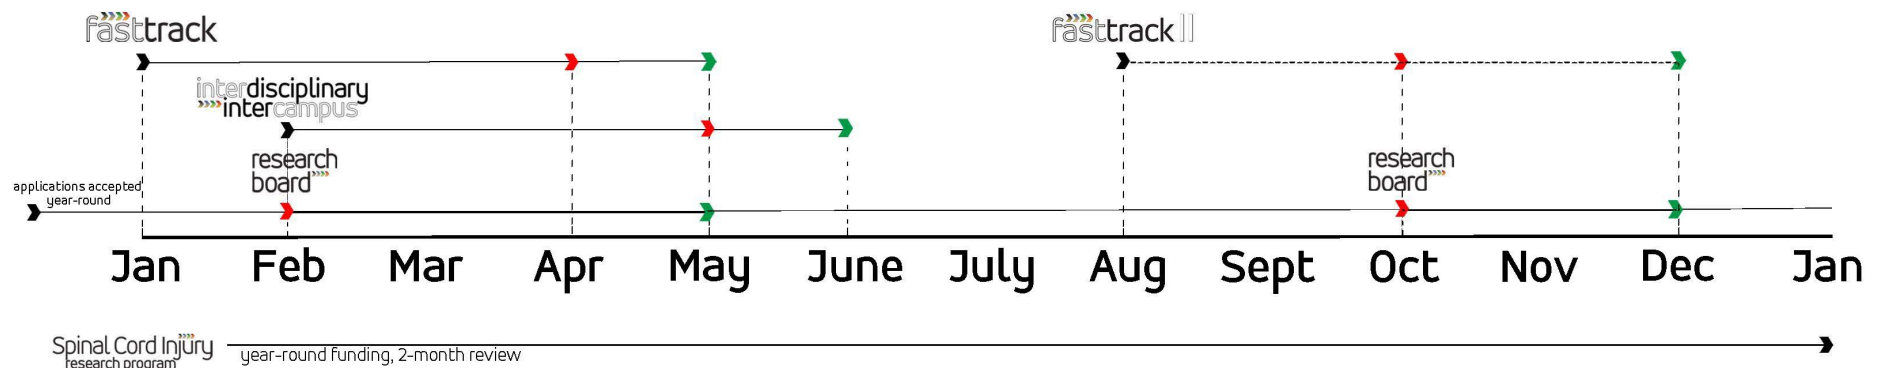 fasttrack
fasttrack II
interdisciplinary
intercampus
research
board
research
board
applications accepted
year-round
Jan Feb Mar Apr May June July Aug Sept Oct Nov Dec Jan
Spinal Cord Injury
research program
year-round funding, 2-month review